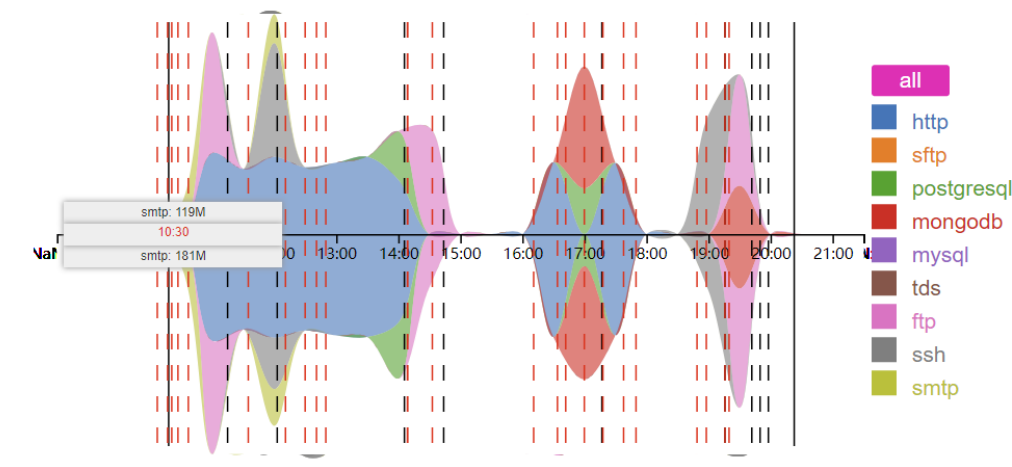 all
http
sftp
postgresql
mongodb
mysql
tds
ftp
ssh
smtp
smtp: 119M
10:30
smtp: 181M
13:00 14:00 15:00 16:00 17:00 18:00 19:00 20:00 21:00